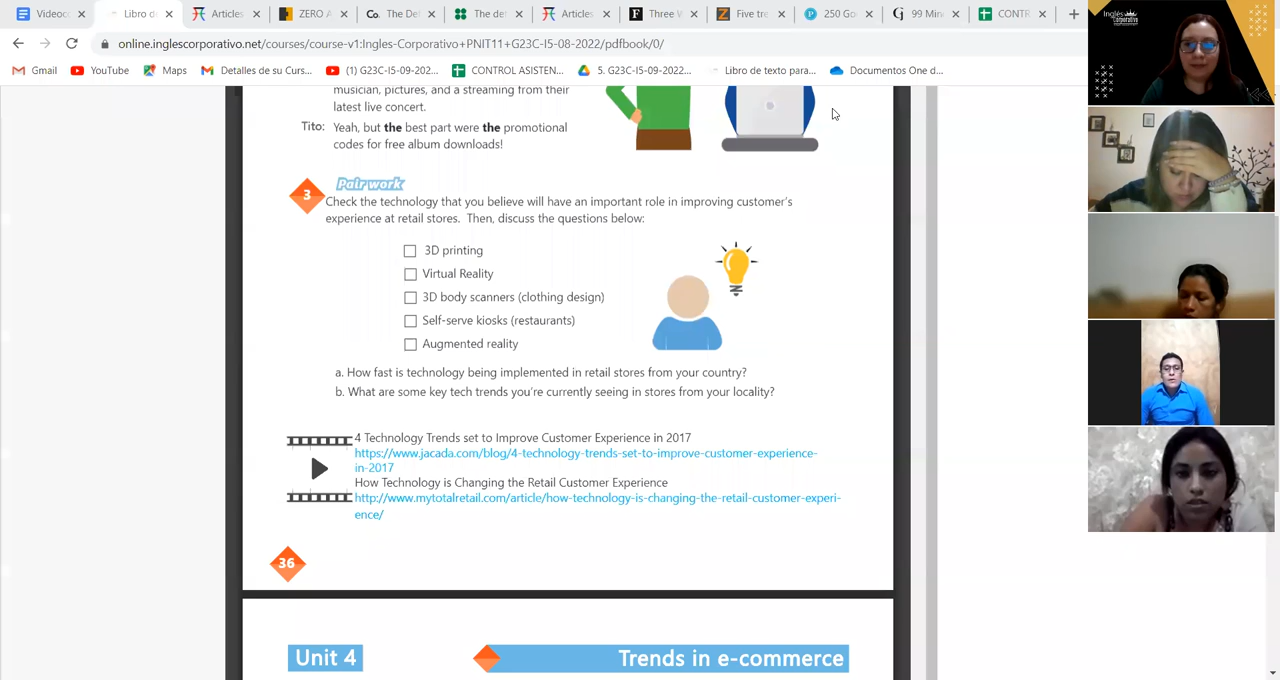 Videoc
Libro de
Articles
ZERO A
The Def
The def
Articles
Three W
Five tre
250 Go
99 Min
CONTR
online.inglescorporativo.net/courses/course-v1:Ingles-Corporativo+PNIT11+G23C-I5-08-2022/pdfbook/0/
Gmail
YouTube
Maps
Detalles de su Curs...
(1) G23C-I5-09-202...
CONTROL ASISTEN...
5. G23C-I5-09-2022...
Libro de texto para...
Documentos One d...
Inglés
Corporativo
musician, pictures, and a streaming from their
latest live concert.
Tito: Yeah, but the best part were the promotional
codes for free album downloads!
3
Pair work
Check the technology that you believe will have an important role in improving customer's
experience at retail stores. Then, discuss the questions below:
3D printing
Virtual Reality
3D body scanners (clothing design)
Self-serve kiosks (restaurants)
Augmented reality
a. How fast is technology being implemented in retail stores from your country?
b. What are some key tech trends you're currently seeing in stores from your locality?
4 Technology Trends set to Improve Customer Experience in 2017
https://www.jacada.com/blog/4-technology-trends-set-to-improve-customer-experience-
in-2017
How Technology is Changing the Retail Customer Experience
http://www.mytotalretail.com/article/how-technology-is-changing-the-retail-customer-experi-
ence/
36
Unit 4
Trends in e-commerce